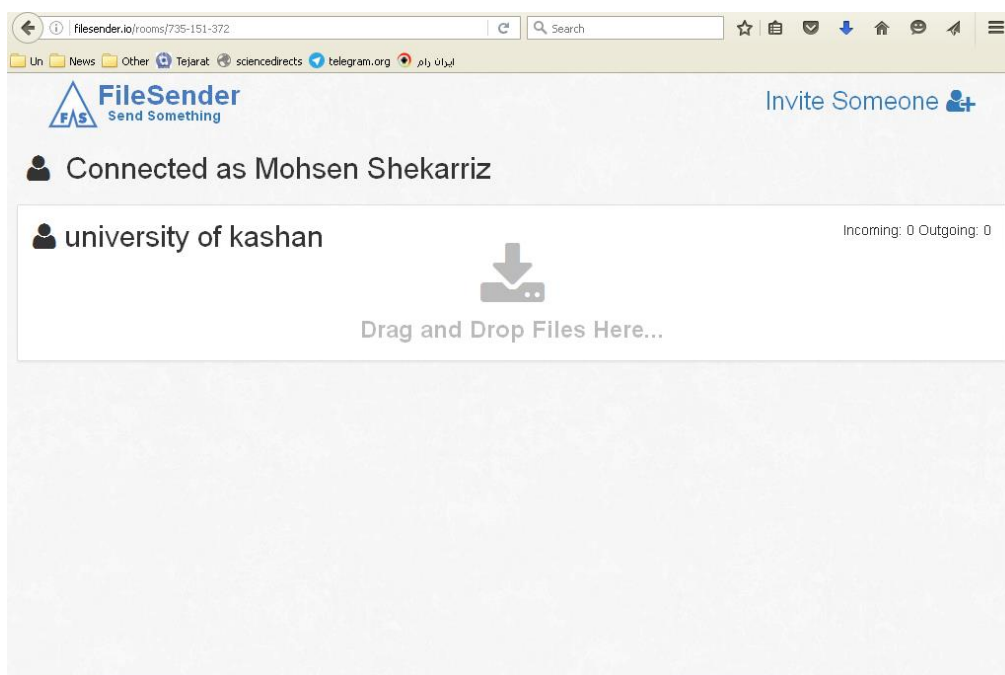 filesender.io/rooms/735-151-372
Search
Un News Other Tejarat sciencedirects telegram.org ایران رام
FileSender
Send Something
FAS
Invite Someone
Connected as Mohsen Shekarriz
university of kashan
Incoming: 0 Outgoing: 0
Drag and Drop Files Here...